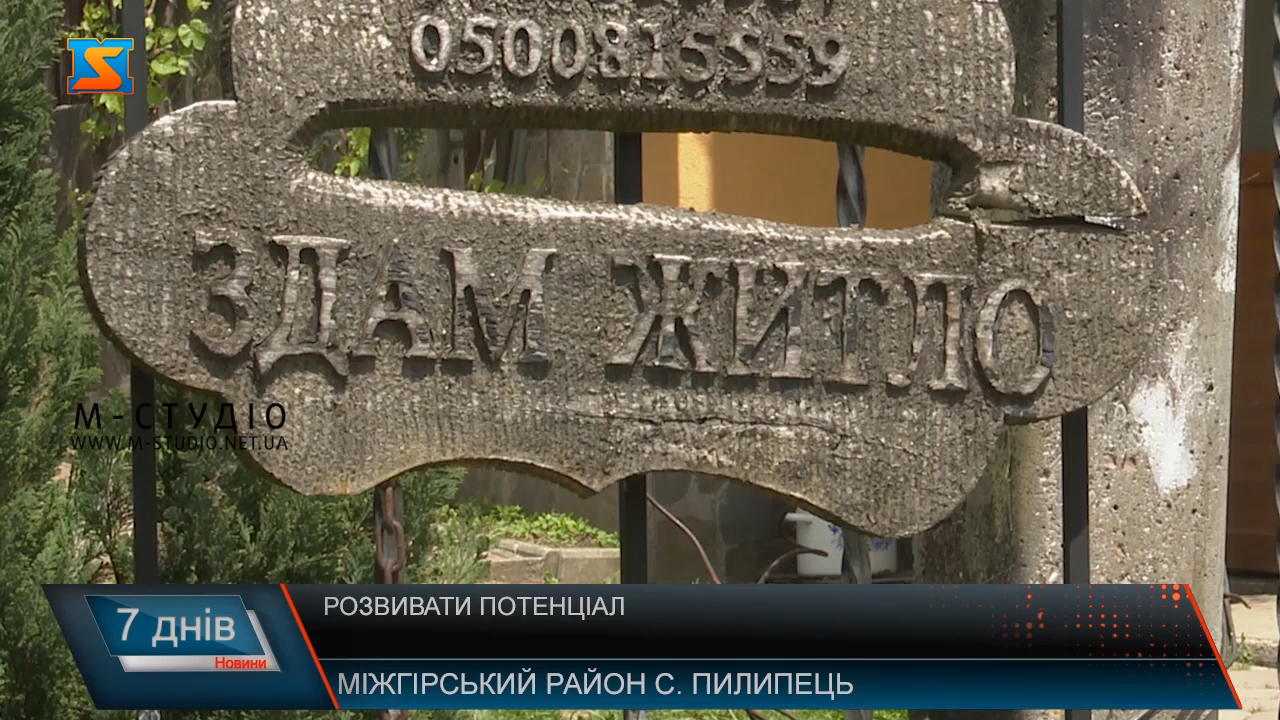 0500815559
ЗДАМ ЖИТЛО
М-СТУДІО
WWW.M-STUDIO.NET.UA
7 днів
Новини
РОЗВИВАТИ ПОТЕНЦІАЛ
МІЖГІРСЬКИЙ РАЙОН С. ПИЛИПЕЦЬ